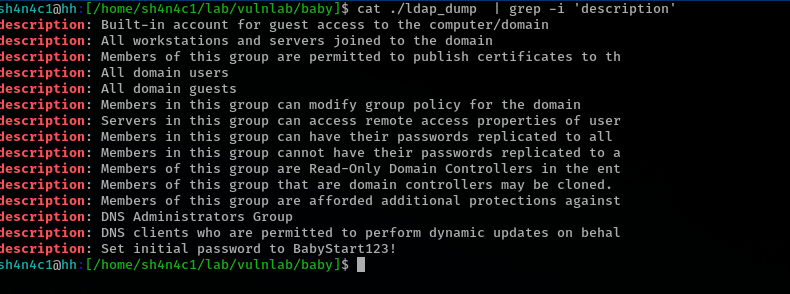 sh4n4c1@hh:[/home/sh4n4c1/lab/vulnlab/baby]$ cat ./ldap_dump  | grep -i 'description'
description: Built-in account for guest access to the computer/domain
description: All workstations and servers joined to the domain
description: Members of this group are permitted to publish certificates to th
description: All domain users
description: All domain guests
description: Members in this group can modify group policy for the domain
description: Servers in this group can access remote access properties of user
description: Members in this group can have their passwords replicated to all
description: Members in this group cannot have their passwords replicated to a
description: Members of this group are Read-Only Domain Controllers in the ent
description: Members of this group that are domain controllers may be cloned.
description: Members of this group are afforded additional protections against
description: DNS Administrators Group
description: DNS clients who are permitted to perform dynamic updates on behal
description: Set initial password to BabyStart123!
sh4n4c1@hh:[/home/sh4n4c1/lab/vulnlab/baby]$